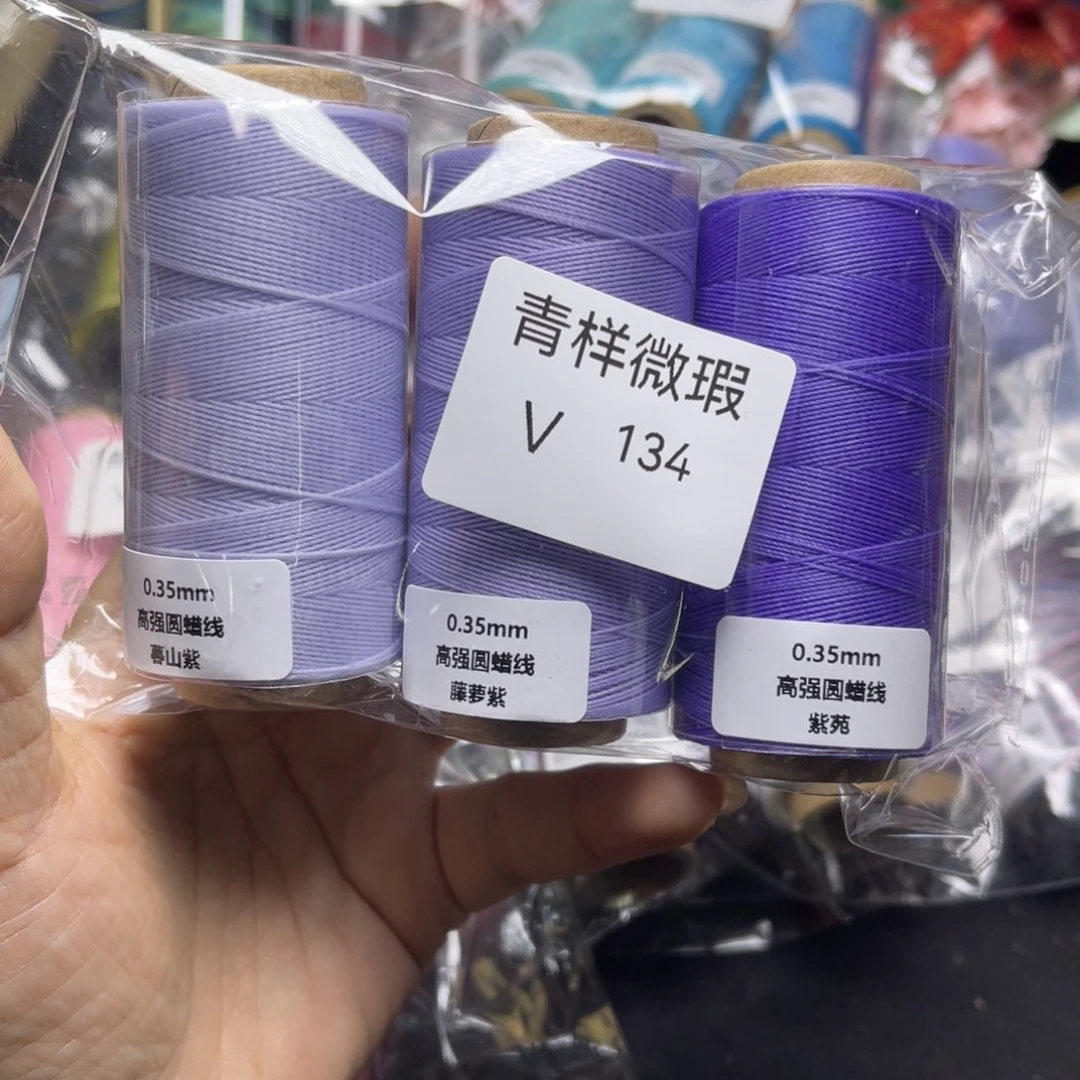 青样微瑕
V 134
0.35mm
高强圆蜡线
暮山紫
0.35mm
高强圆蜡线
藤萝紫
0.35mm
高强圆蜡线
紫苑